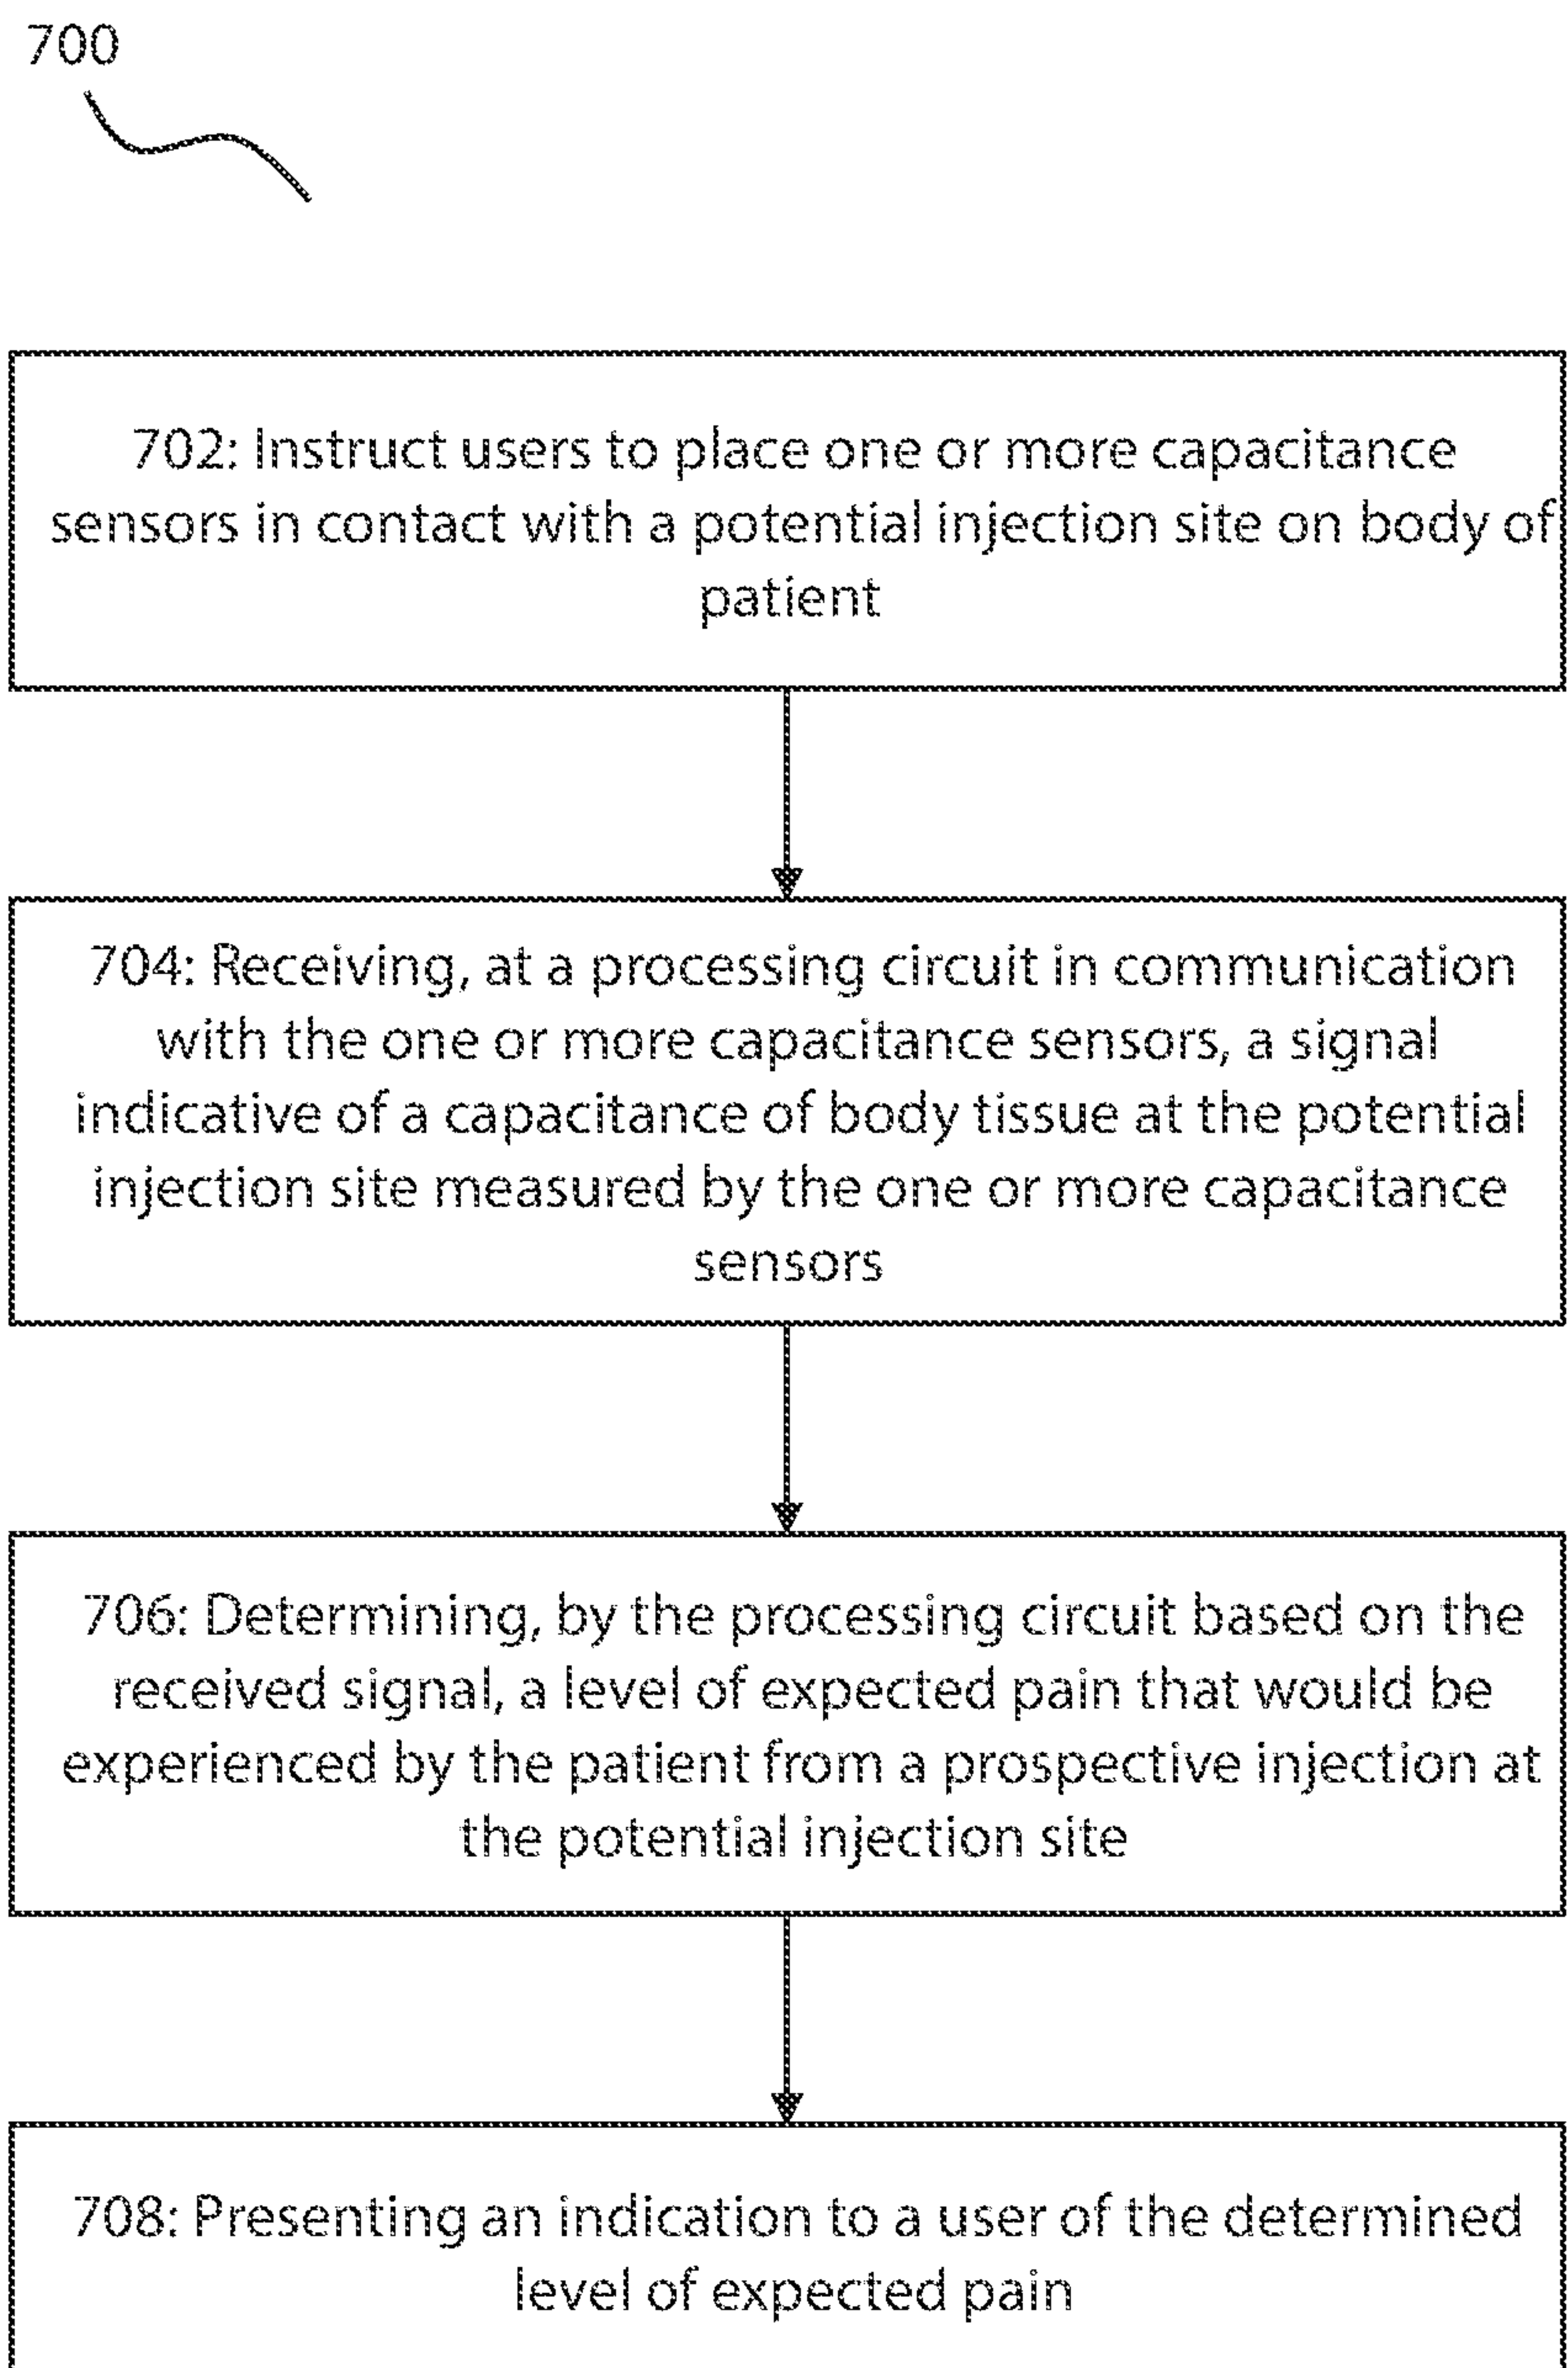 700
702: Instruct users to place one or more capacitance
sensors in contact with a potential injection site on body of
patient
704: Receiving, at a processing circuit in communication
with the one or more capacitance sensors, a signal
indicative of a capacitance of body tissue at the potential
injection site measured by the one or more capacitance
sensors
706: Determining, by the processing circuit based on the
received signal, a level of expected pain that would be
experienced by the patient from a prospective injection at
the potential injection site
708: Presenting an indication to a user of the determined
level of expected pain